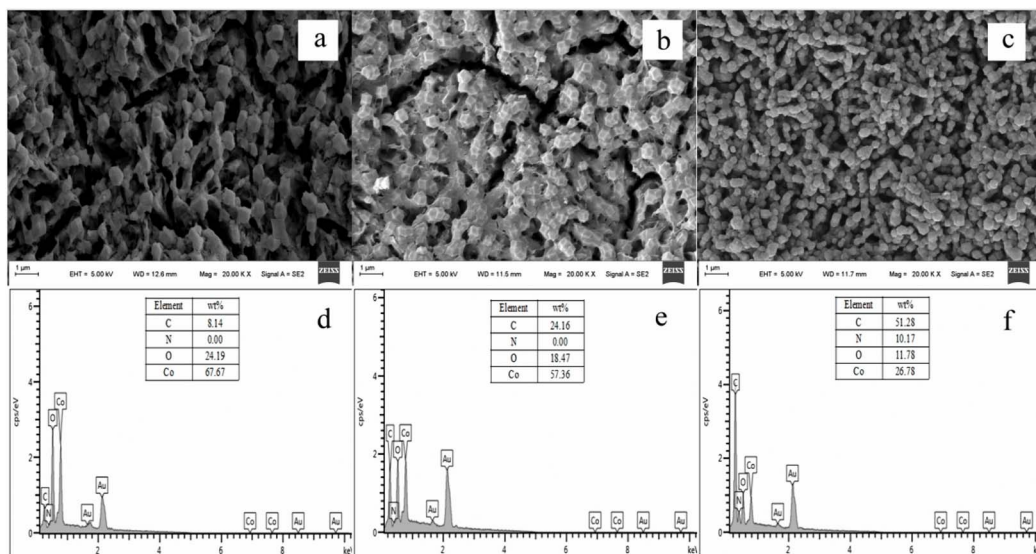 a
1 µm
EHT = 5.00 kV WD = 12.6 mm Mag = 20.00 K X Signal A = SE2
ZEISS
b
1 µm
EHT = 5.00 kV WD = 11.5 mm Mag = 20.00 K X Signal A = SE2
ZEISS
c
1 µm
EHT = 5.00 kV WD = 11.7 mm Mag = 20.00 K X Signal A = SE2
ZEISS
d
Element wt%
C 8.14
N 0.00
O 24.19
Co 67.67
cps/eV
6
4
2
0
C
N
O
Co
Au
Au
Co
Co
Au
Au
2 4 6 8 keV
e
Element wt%
C 24.16
N 0.00
O 18.47
Co 57.36
cps/eV
6
4
2
0
C
N
O
Co
Au
Au
Co
Co
Au
Au
2 4 6 8 keV
f
Element wt%
C 51.28
N 10.17
O 11.78
Co 26.78
cps/eV
6
4
2
0
C
N
O
Co
Au
Au
Co
Co
Au
Au
2 4 6 8